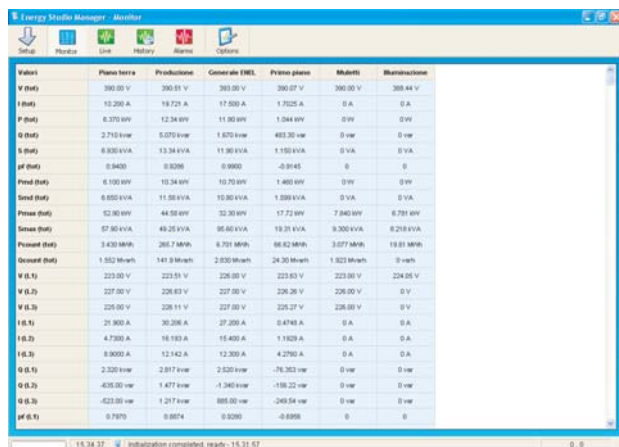 Energy Studio Manager - Monitor
Setup Monitor Live History Alarms Options
Valori Piano terra Produzione Generale ENEL Primo piano Muletti Illuminazione
V (tot) 390.00 V 390.51 V 393.00 V 390.07 V 390.00 V 388.44 V
I (tot) 10.200 A 19.721 A 17.500 A 1.7025 A 0 A 0 A
P (tot) 6.370 kW 12.34 kW 11.80 kW 1.044 kW 0 W 0 W
Q (tot) 2.710 kvar 5.070 kvar 1.670 kvar 483.30 var 0 var 0 var
S (tot) 6.930 kVA 13.34 kVA 11.90 kVA 1.150 kVA 0 VA 0 VA
pf (tot) 0.9400 0.9286 0.9900 -0.9145 0 0
Pmd (tot) 6.100 kW 10.34 kW 10.70 kW 1.460 kW 0 W 0 W
Smd (tot) 6.650 kVA 11.58 kVA 10.80 kVA 1.599 kVA 0 VA 0 VA
Pmax (tot) 52.90 kW 44.58 kW 32.30 kW 17.72 kW 7.840 kW 6.781 kW
Smax (tot) 57.90 kVA 49.25 kVA 95.60 kVA 19.31 kVA 9.300 kVA 8.218 kVA
Pcount (tot) 3.430 MWh 265.7 MWh 6.701 MWh 66.62 MWh 3.077 MWh 19.81 MWh
Qcount (tot) 1.552 Mvarh 141.9 Mvarh 2.830 Mvarh 24.30 Mvarh 1.923 Mvarh 0 varh
V (L1) 223.00 V 223.51 V 226.00 V 223.63 V 223.00 V 224.05 V
V (L2) 227.00 V 226.63 V 227.00 V 226.26 V 226.00 V 0 V
V (L3) 225.00 V 226.11 V 227.00 V 225.27 V 226.00 V 0 V
I (L1) 21.900 A 30.206 A 27.200 A 0.4748 A 0 A 0 A
I (L2) 4.7300 A 16.193 A 15.400 A 1.1929 A 0 A 0 A
I (L3) 8.9000 A 12.142 A 12.300 A 4.2790 A 0 A 0 A
Q (L1) 2.320 kvar 2.817 kvar 2.520 kvar -76.353 var 0 var 0 var
Q (L2) -635.00 var 1.477 kvar -1.340 kvar -158.22 var 0 var 0 var
Q (L3) -523.00 var 1.217 kvar 885.00 var -249.54 var 0 var 0 var
pf (L1) 0.7970 0.8874 0.9280 -0.6956 0 0
15.34.37 Initialization completed, ready - 15.31.57 0 , 0